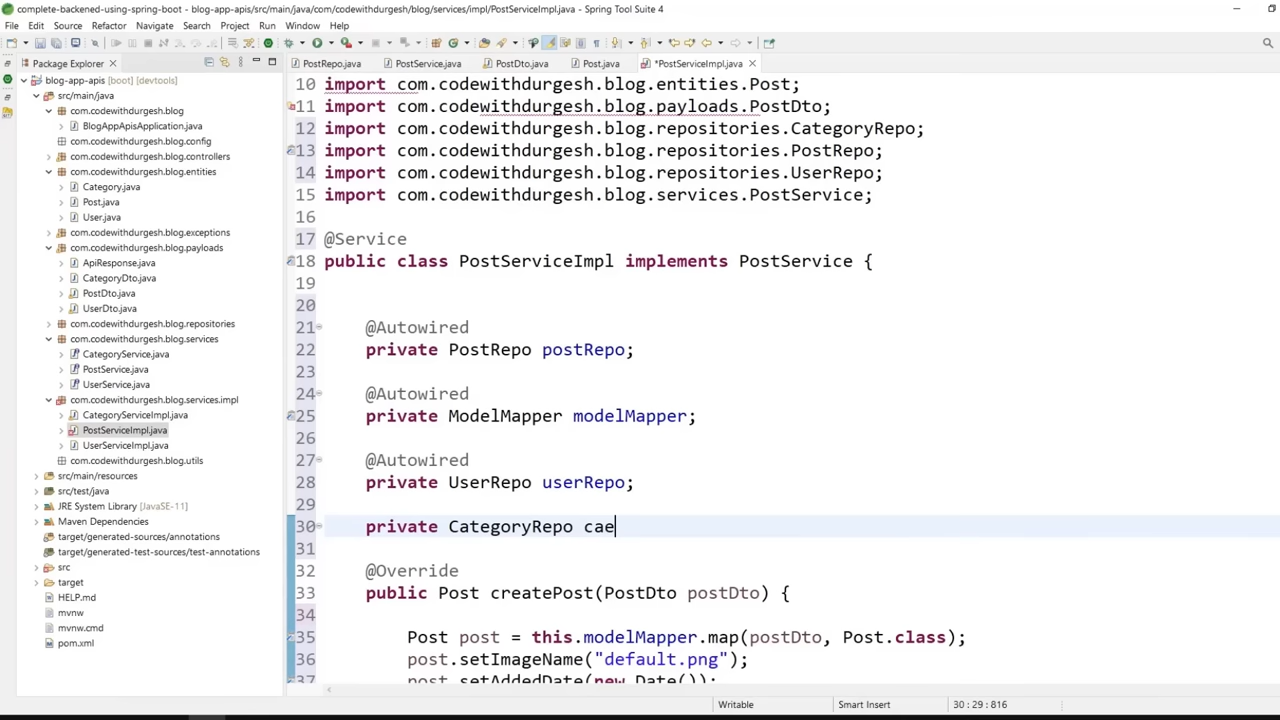 complete-backened-using-spring-boot - blog-app-apis/src/main/java/com/codewithdurgesh/blog/services/impl/PostServiceImpl.java - Spring Tool Suite 4
File Edit Source Refactor Navigate Search Project Run Window Help
Package Explorer
PostRepo.java PostService.java PostDto.java Post.java *PostServiceImpl.java
blog-app-apis [boot] [devtools]
src/main/java
com.codewithdurgesh.blog
BlogAppApisApplication.java
com.codewithdurgesh.blog.config
com.codewithdurgesh.blog.controllers
com.codewithdurgesh.blog.entities
Category.java
Post.java
User.java
com.codewithdurgesh.blog.exceptions
com.codewithdurgesh.blog.payloads
ApiResponse.java
CategoryDto.java
PostDto.java
UserDto.java
com.codewithdurgesh.blog.repositories
com.codewithdurgesh.blog.services
CategoryService.java
PostService.java
UserService.java
com.codewithdurgesh.blog.services.impl
CategoryServiceImpl.java
PostServiceImpl.java
UserServiceImpl.java
com.codewithdurgesh.blog.utils
src/main/resources
src/test/java
JRE System Library [JavaSE-11]
Maven Dependencies
target/generated-sources/annotations
target/generated-test-sources/test-annotations
src
target
HELP.md
mvnw
mvnw.cmd
pom.xml
10 import com.codewithdurgesh.blog.entities.Post;
11 import com.codewithdurgesh.blog.payloads.PostDto;
12 import com.codewithdurgesh.blog.repositories.CategoryRepo;
13 import com.codewithdurgesh.blog.repositories.PostRepo;
14 import com.codewithdurgesh.blog.repositories.UserRepo;
15 import com.codewithdurgesh.blog.services.PostService;
16
17 @Service
18 public class PostServiceImpl implements PostService {
19
20
21 @Autowired
22 private PostRepo postRepo;
23
24 @Autowired
25 private ModelMapper modelMapper;
26
27 @Autowired
28 private UserRepo userRepo;
29
30 private CategoryRepo cae
31
32 @Override
33 public Post createPost(PostDto postDto) {
34
35 Post post = this.modelMapper.map(postDto, Post.class);
36 post.setImageName("default.png");
37 post.setAddedDate(new Date());
Writable Smart Insert 30 : 29 : 816